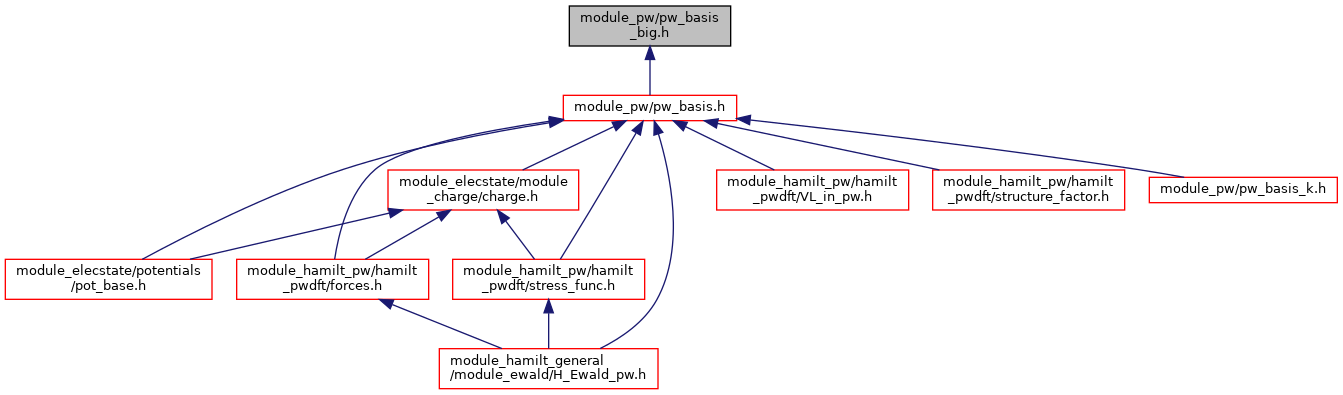 module_pw/pw_basis
_big.h
module_pw/pw_basis.h
module_elecstate/module
_charge/charge.h
module_hamilt_pw/hamilt
_pwdft/VL_in_pw.h
module_hamilt_pw/hamilt
_pwdft/structure_factor.h
module_pw/pw_basis_k.h
module_elecstate/potentials
/pot_base.h
module_hamilt_pw/hamilt
_pwdft/forces.h
module_hamilt_pw/hamilt
_pwdft/stress_func.h
module_hamilt_general
/module_ewald/H_Ewald_pw.h